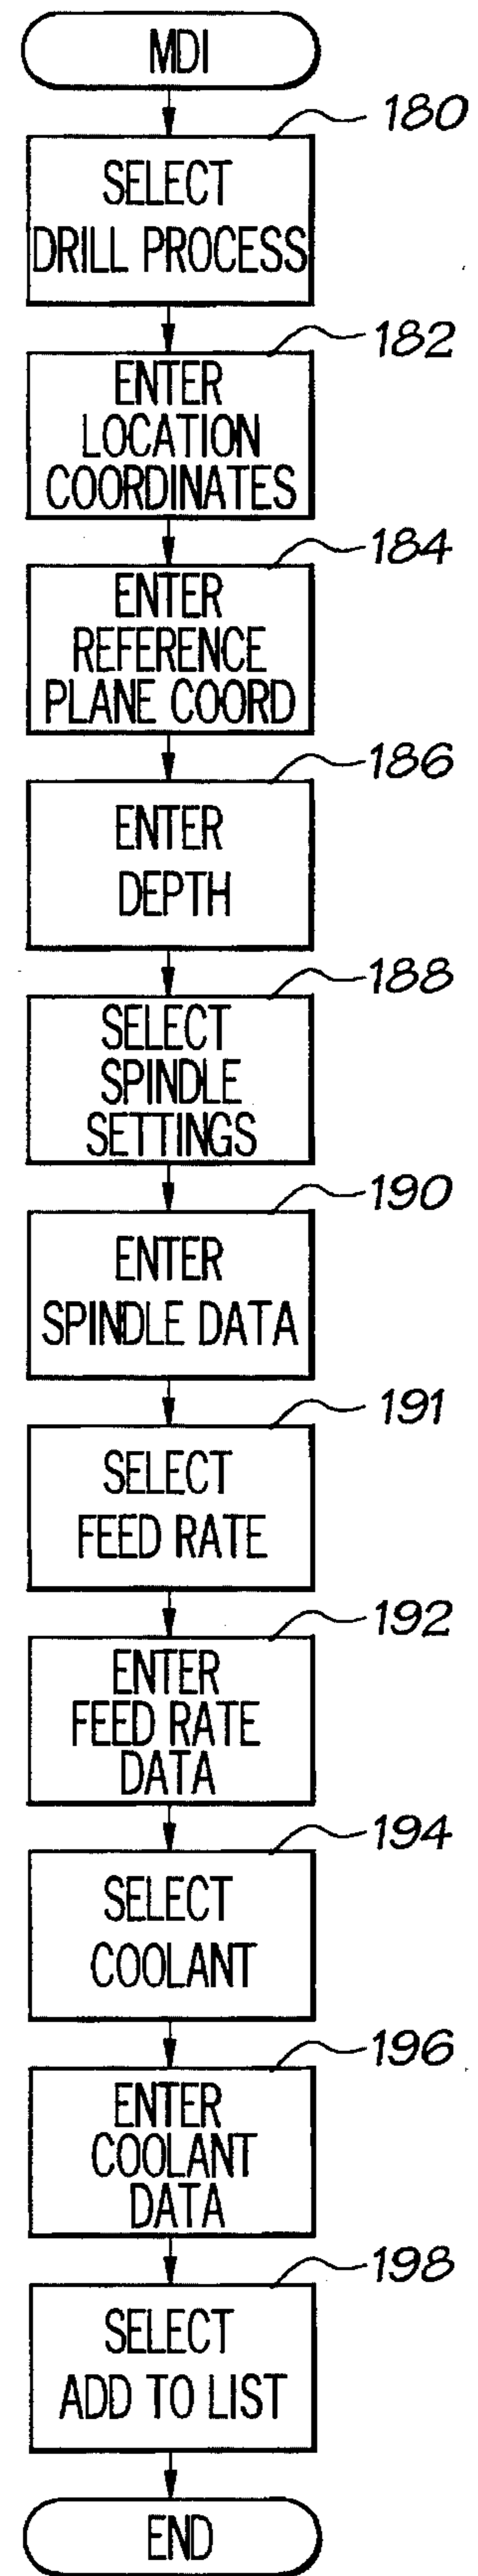 MDI
180
SELECT
DRILL PROCESS
182
ENTER
LOCATION
COORDINATES
184
ENTER
REFERENCE
PLANE COORD
186
ENTER
DEPTH
188
SELECT
SPINDLE
SETTINGS
190
ENTER
SPINDLE DATA
191
SELECT
FEED RATE
192
ENTER
FEED RATE
DATA
194
SELECT
COOLANT
196
ENTER
COOLANT
DATA
198
SELECT
ADD TO LIST
END